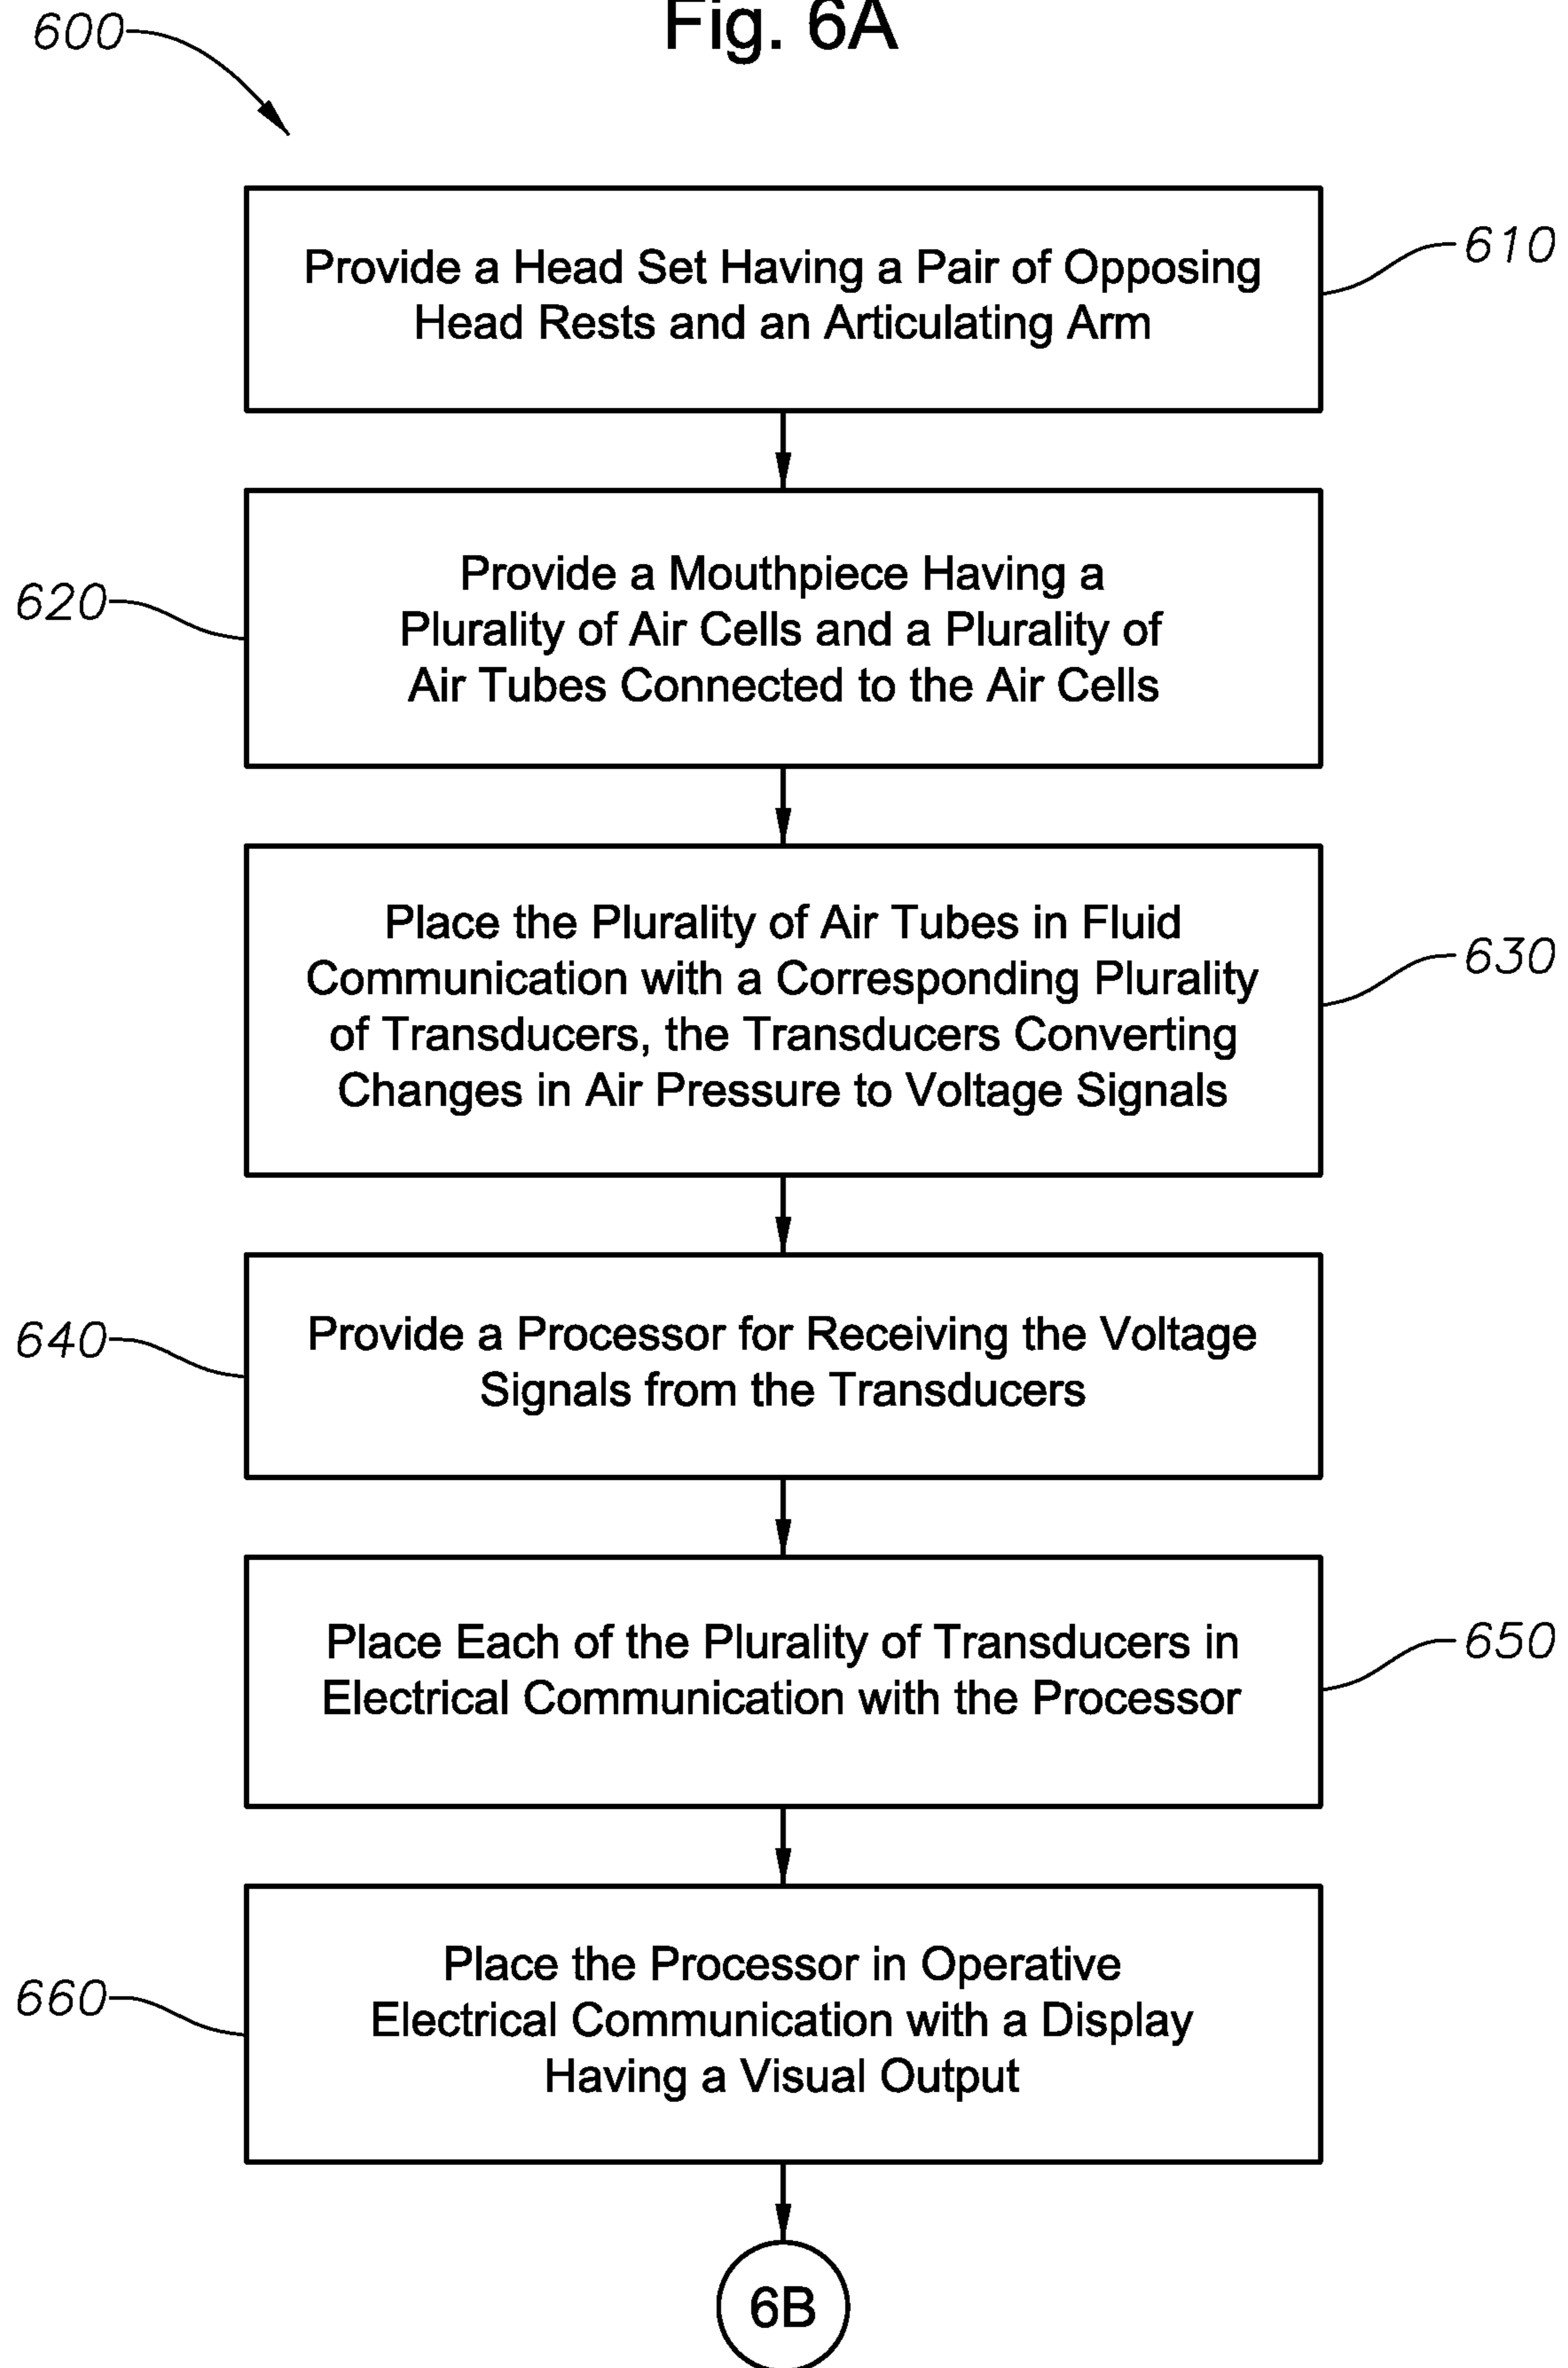 Fig. 6A
600
Provide a Head Set Having a Pair of Opposing
Head Rests and an Articulating Arm
610
Provide a Mouthpiece Having a
Plurality of Air Cells and a Plurality of
Air Tubes Connected to the Air Cells
620
Place the Plurality of Air Tubes in Fluid
Communication with a Corresponding Plurality
of Transducers, the Transducers Converting
Changes in Air Pressure to Voltage Signals
630
Provide a Processor for Receiving the Voltage
Signals from the Transducers
640
Place Each of the Plurality of Transducers in
Electrical Communication with the Processor
650
Place the Processor in Operative
Electrical Communication with a Display
Having a Visual Output
660
6B